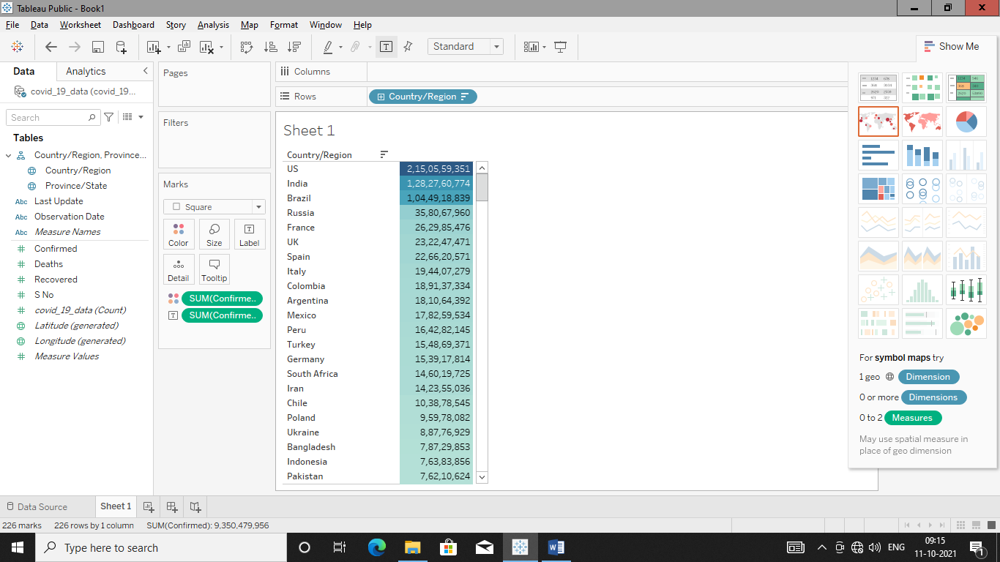 Tableau Public - Book1
File Data Worksheet Dashboard Story Analysis Map Format Window Help
Standard
Show Me
Data Analytics
covid_19_data (covid_19...
Search
Tables
Country/Region, Province...
Country/Region
Province/State
Abc Last Update
Abc Observation Date
Abc Measure Names
Confirmed
Deaths
Recovered
S No
covid_19_data (Count)
Latitude (generated)
Longitude (generated)
Measure Values
Pages
Filters
Marks
Square
Color Size Label
Detail Tooltip
SUM(Confirme..
SUM(Confirme..
Columns
Rows Country/Region
Sheet 1
Country/Region
US 2,15,05,59,351
India 1,28,27,60,774
Brazil 1,04,49,18,839
Russia 35,80,67,960
France 26,29,85,476
UK 23,22,47,471
Spain 22,66,20,571
Italy 19,44,07,279
Colombia 18,91,37,334
Argentina 18,10,64,392
Mexico 17,82,59,534
Peru 16,42,82,145
Turkey 15,48,69,371
Germany 15,39,17,814
South Africa 14,60,19,725
Iran 14,23,55,036
Chile 10,38,78,545
Poland 9,59,78,082
Ukraine 8,87,76,929
Bangladesh 7,87,29,853
Indonesia 7,63,83,856
Pakistan 7,62,10,624
For symbol maps try
1 geo Dimension
0 or more Dimensions
0 to 2 Measures
May use spatial measure in
place of geo dimension
Data Source Sheet 1
226 marks 226 rows by 1 column SUM(Confirmed): 9,350,479,956
Type here to search
ENG
09:15
11-10-2021
1